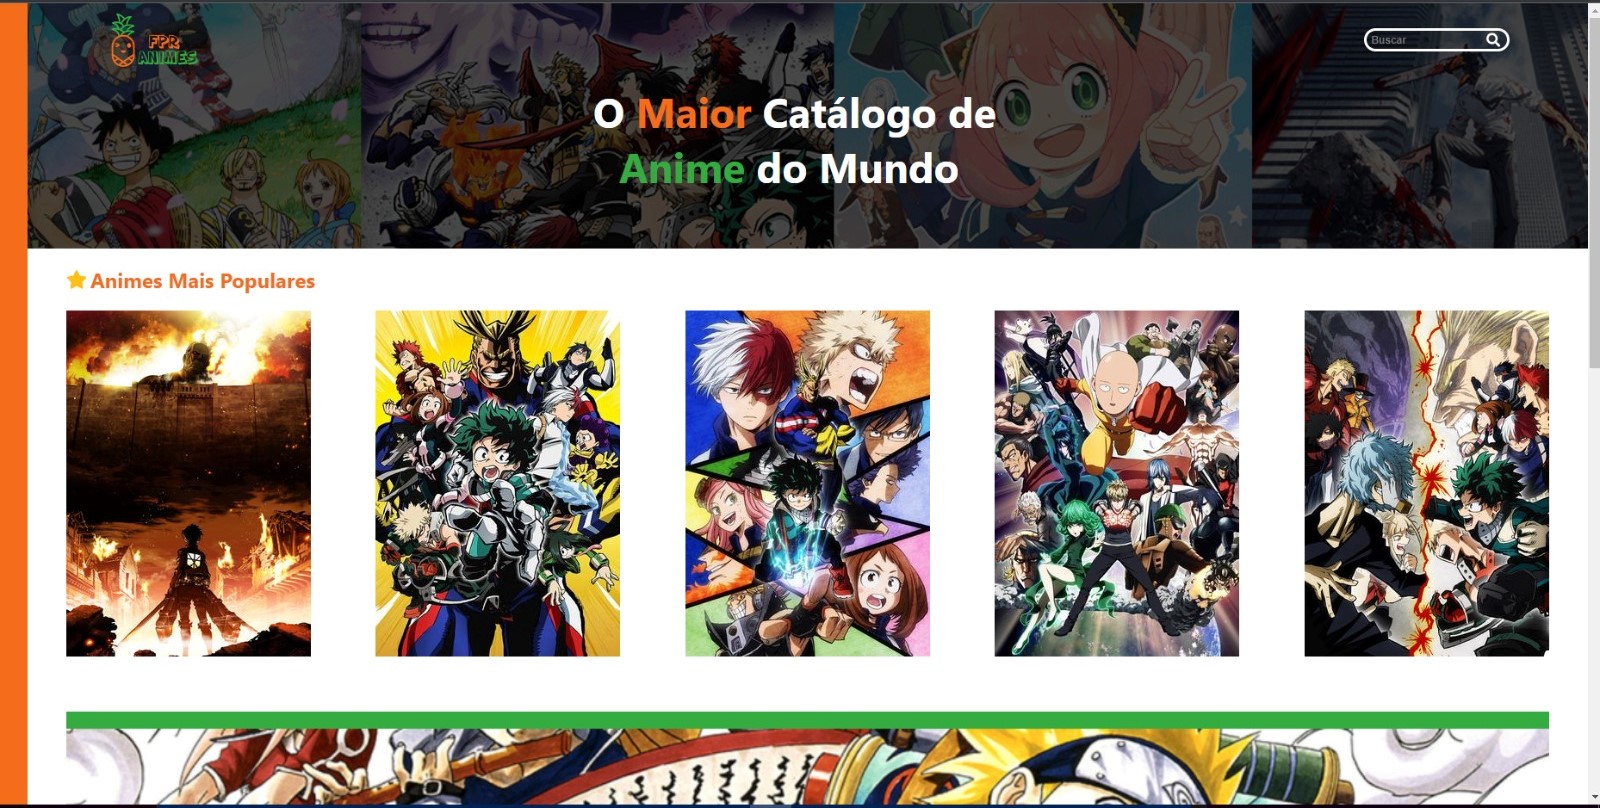 FPR
ANIMES
Buscar
O Maior Catálogo de
Anime do Mundo
Animes Mais Populares